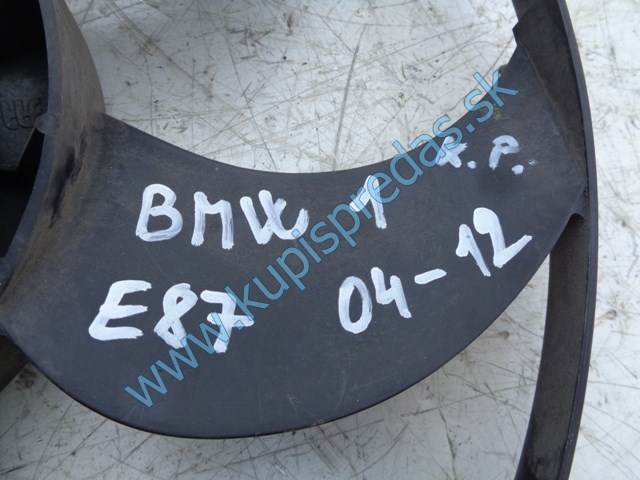 BMW 1 X.P.
E87 04-12
www.kupispredas.sk